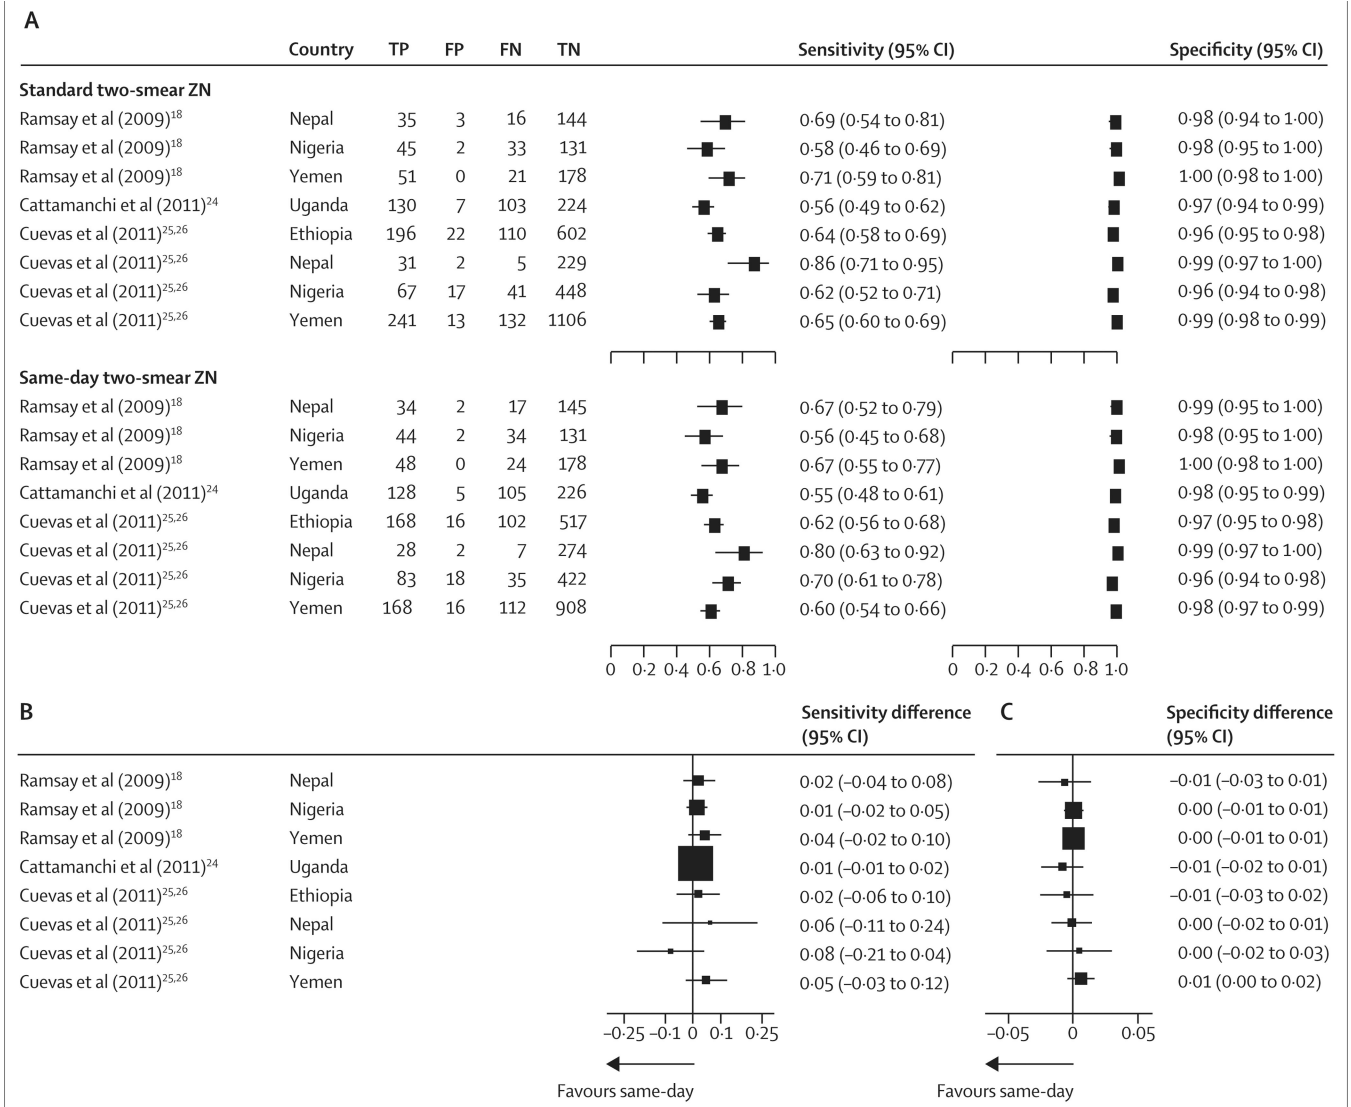 A
Country TP FP FN TN Sensitivity (95% CI) Specificity (95% CI)
Standard two-smear ZN
Ramsay et al (2009)18 Nepal 35 3 16 144 0·69 (0·54 to 0·81) 0·98 (0·94 to 1·00)
Ramsay et al (2009)18 Nigeria 45 2 33 131 0·58 (0·46 to 0·69) 0·98 (0·95 to 1·00)
Ramsay et al (2009)18 Yemen 51 0 21 178 0·71 (0·59 to 0·81) 1·00 (0·98 to 1·00)
Cattamanchi et al (2011)24 Uganda 130 7 103 224 0·56 (0·49 to 0·62) 0·97 (0·94 to 0·99)
Cuevas et al (2011)25,26 Ethiopia 196 22 110 602 0·64 (0·58 to 0·69) 0·96 (0·95 to 0·98)
Cuevas et al (2011)25,26 Nepal 31 2 5 229 0·86 (0·71 to 0·95) 0·99 (0·97 to 1·00)
Cuevas et al (2011)25,26 Nigeria 67 17 41 448 0·62 (0·52 to 0·71) 0·96 (0·94 to 0·98)
Cuevas et al (2011)25,26 Yemen 241 13 132 1106 0·65 (0·60 to 0·69) 0·99 (0·98 to 0·99)
Same-day two-smear ZN
Ramsay et al (2009)18 Nepal 34 2 17 145 0·67 (0·52 to 0·79) 0·99 (0·95 to 1·00)
Ramsay et al (2009)18 Nigeria 44 2 34 131 0·56 (0·45 to 0·68) 0·98 (0·95 to 1·00)
Ramsay et al (2009)18 Yemen 48 0 24 178 0·67 (0·55 to 0·77) 1·00 (0·98 to 1·00)
Cattamanchi et al (2011)24 Uganda 128 5 105 226 0·55 (0·48 to 0·61) 0·98 (0·95 to 0·99)
Cuevas et al (2011)25,26 Ethiopia 168 16 102 517 0·62 (0·56 to 0·68) 0·97 (0·95 to 0·98)
Cuevas et al (2011)25,26 Nepal 28 2 7 274 0·80 (0·63 to 0·92) 0·99 (0·97 to 1·00)
Cuevas et al (2011)25,26 Nigeria 83 18 35 422 0·70 (0·61 to 0·78) 0·96 (0·94 to 0·98)
Cuevas et al (2011)25,26 Yemen 168 16 112 908 0·60 (0·54 to 0·66) 0·98 (0·97 to 0·99)
0 0·2 0·4 0·6 0·8 1·0 0 0·2 0·4 0·6 0·8 1·0
B Sensitivity difference (95% CI) C Specificity difference (95% CI)
Ramsay et al (2009)18 Nepal 0·02 (–0·04 to 0·08) –0·01 (–0·03 to 0·01)
Ramsay et al (2009)18 Nigeria 0·01 (–0·02 to 0·05) 0·00 (–0·01 to 0·01)
Ramsay et al (2009)18 Yemen 0·04 (–0·02 to 0·10) 0·00 (–0·01 to 0·01)
Cattamanchi et al (2011)24 Uganda 0·01 (–0·01 to 0·02) –0·01 (–0·02 to 0·01)
Cuevas et al (2011)25,26 Ethiopia 0·02 (–0·06 to 0·10) –0·01 (–0·03 to 0·02)
Cuevas et al (2011)25,26 Nepal 0·06 (–0·11 to 0·24) 0·00 (–0·02 to 0·01)
Cuevas et al (2011)25,26 Nigeria 0·08 (–0·21 to 0·04) 0·00 (–0·02 to 0·03)
Cuevas et al (2011)25,26 Yemen 0·05 (–0·03 to 0·12) 0·01 (0·00 to 0·02)
–0·25 –0·1 0 0·1 0·25 –0·05 0 0·05
Favours same-day Favours same-day